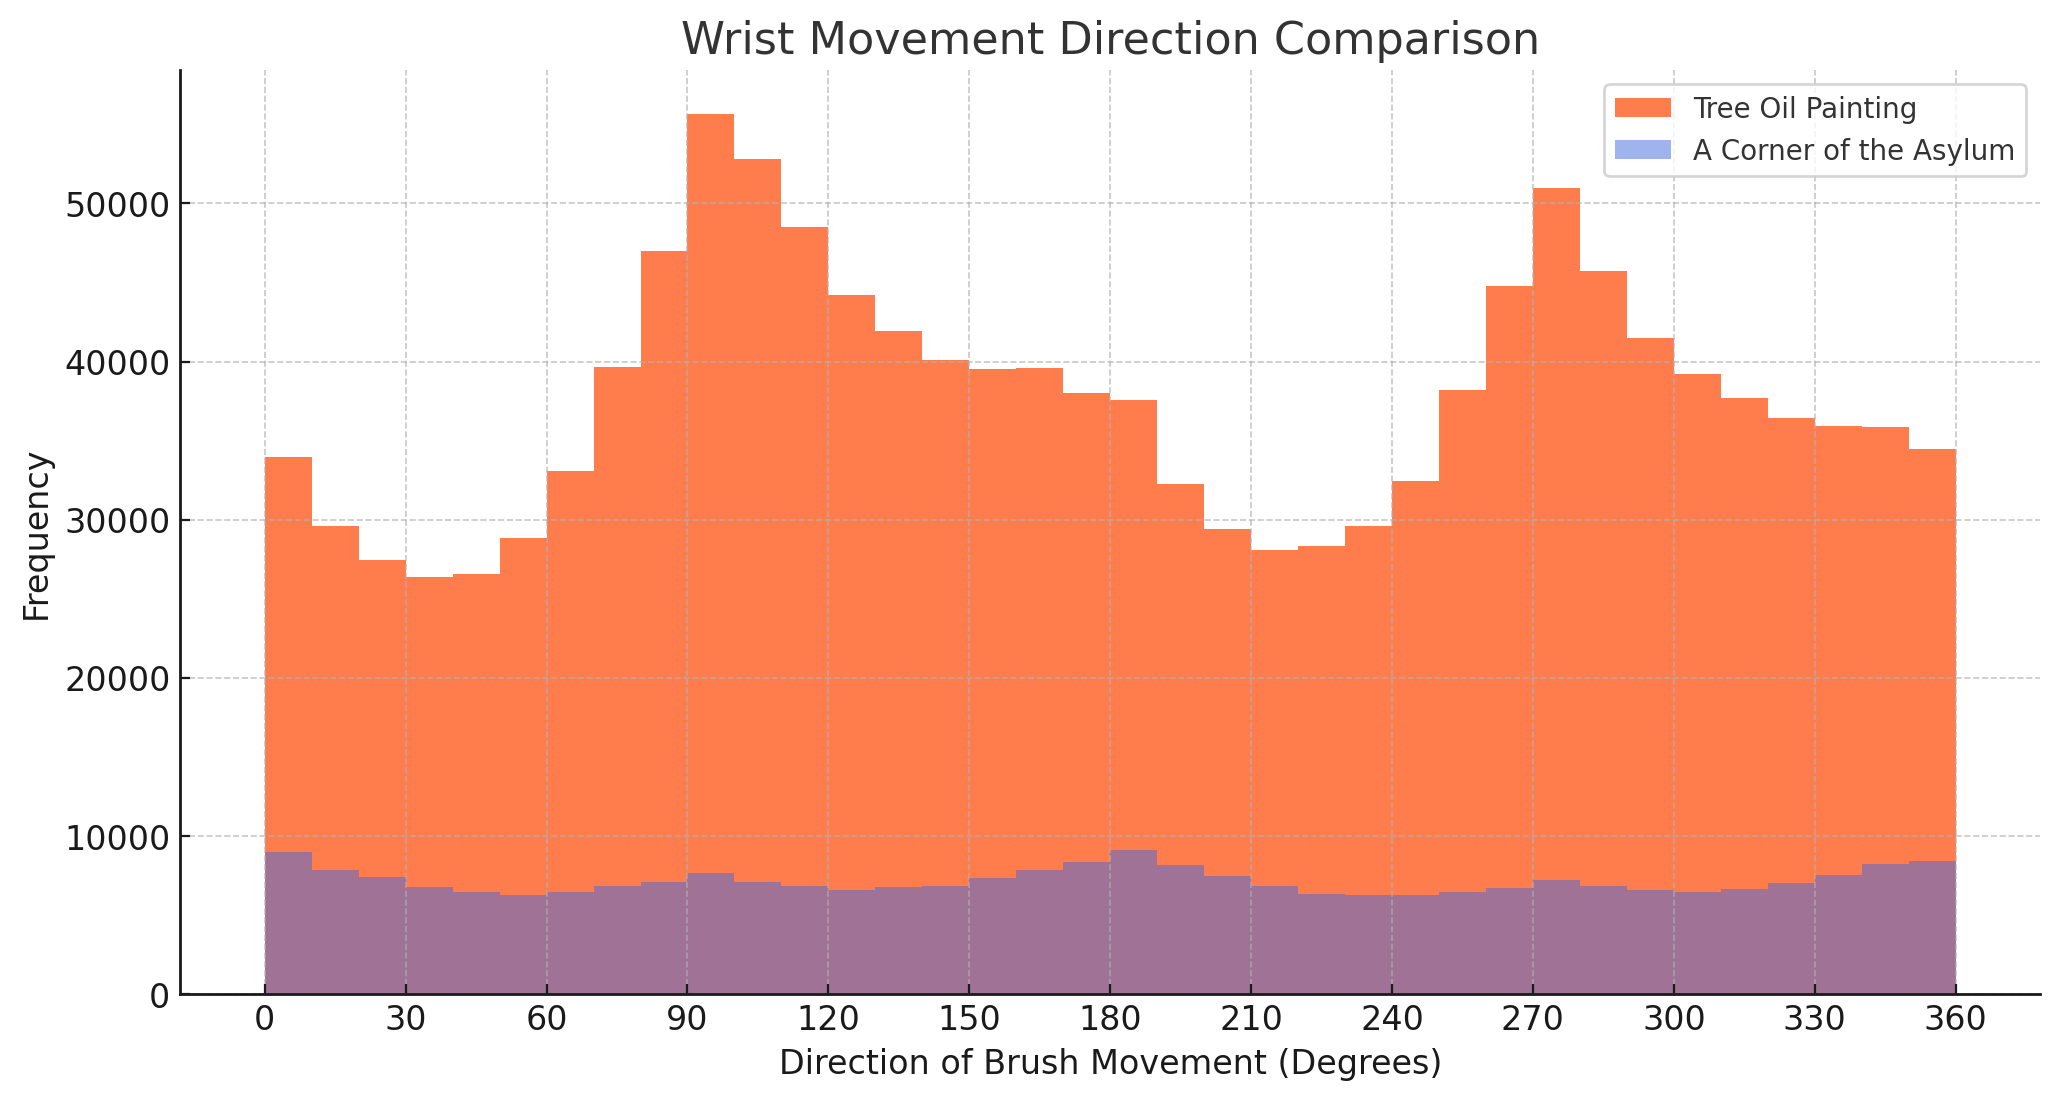 Wrist Movement Direction Comparison
Tree Oil Painting
A Corner of the Asylum
Frequency
50000
40000
30000
20000
10000
0
0 30 60 90 120 150 180 210 240 270 300 330 360
Direction of Brush Movement (Degrees)